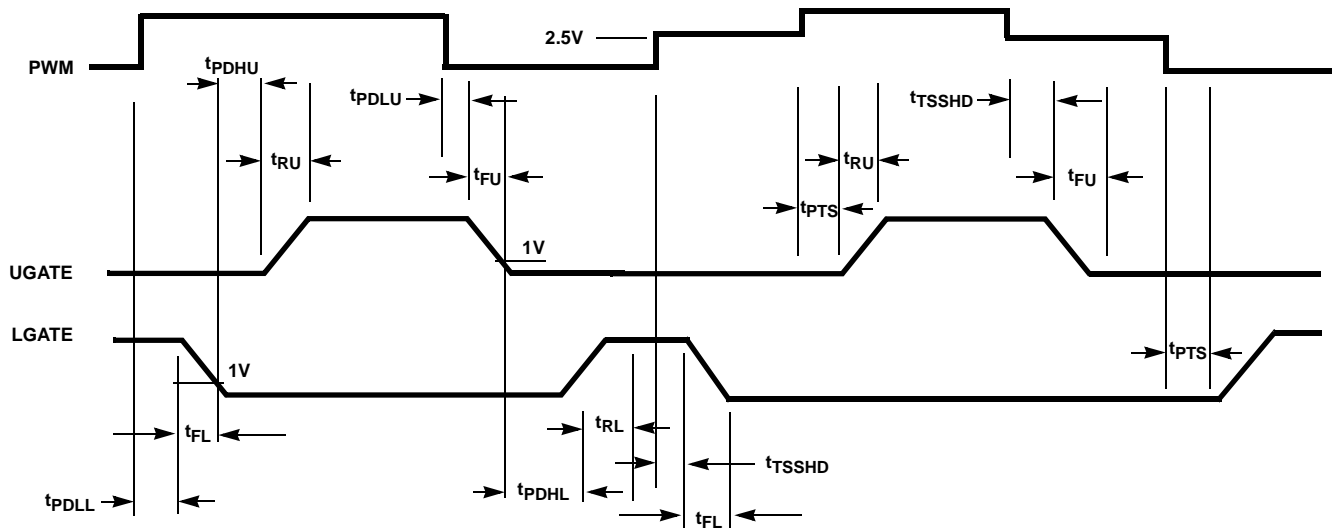 2.5V
PWM
tPDHU
tPDLU
tTSSHD
tRU
tRU
tFU
tFU
tPTS
1V
UGATE
LGATE
tPTS
1V
tRL
tFL
tTSSHD
tPDHL
tPDLL
tFL